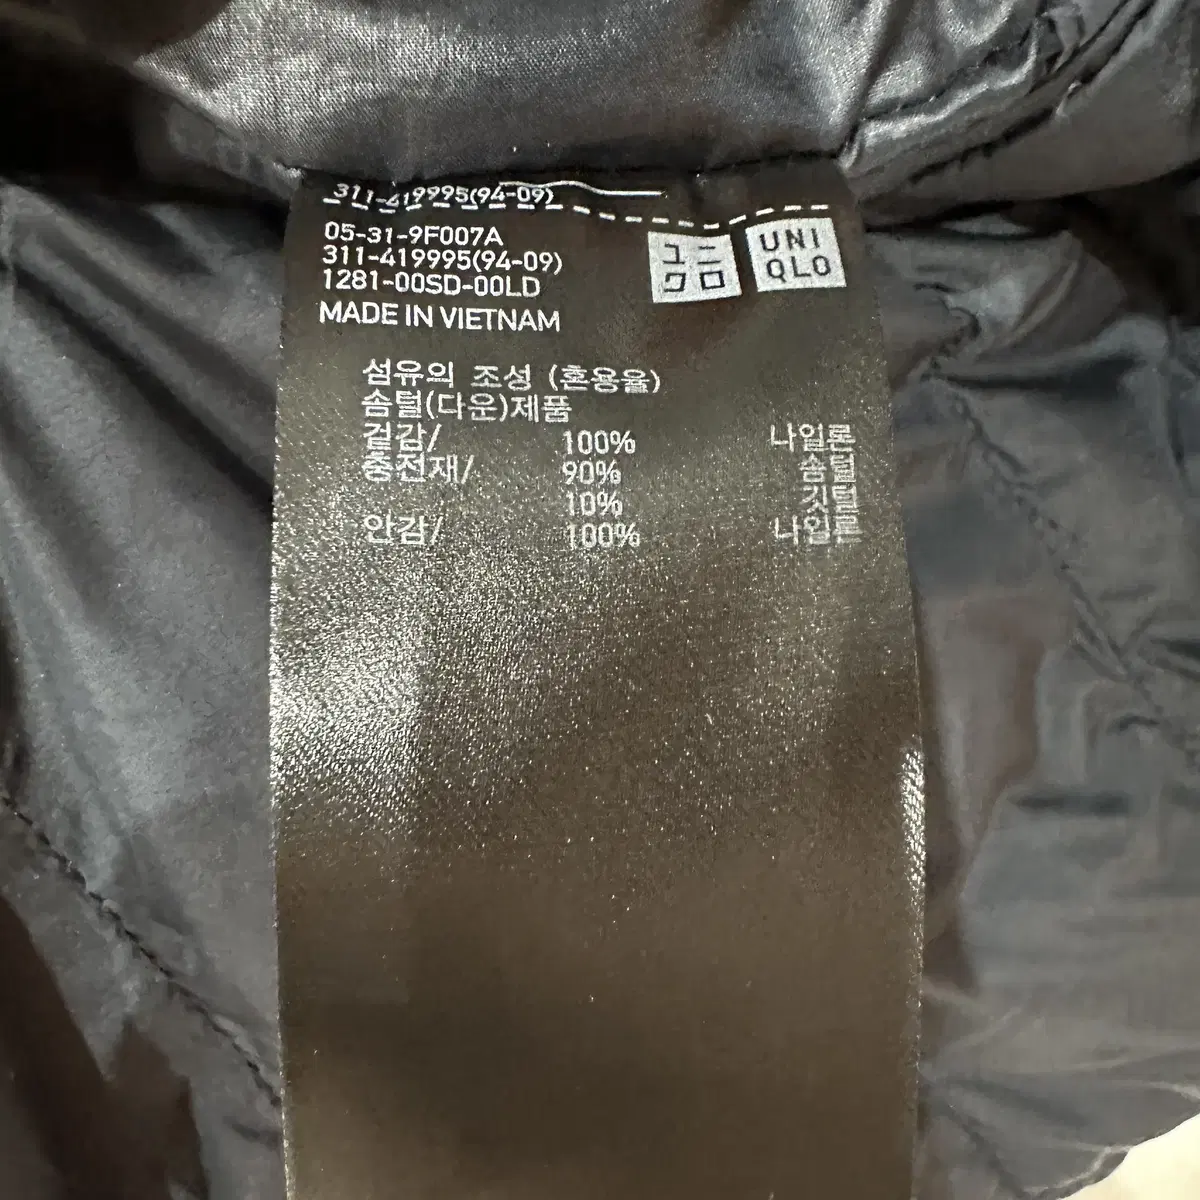 311-419995(94-09)
05-31-9F007A
311-419995(94-09)
1281-00SD-00LD
MADE IN VIETNAM
ユニ
クロ
UNI
QLO
섬유의 조성 (혼용율)
솜털(다운)제품
겉감/ 100% 나일론
충전재/ 90% 솜털
10% 깃털
안감/ 100% 나일론